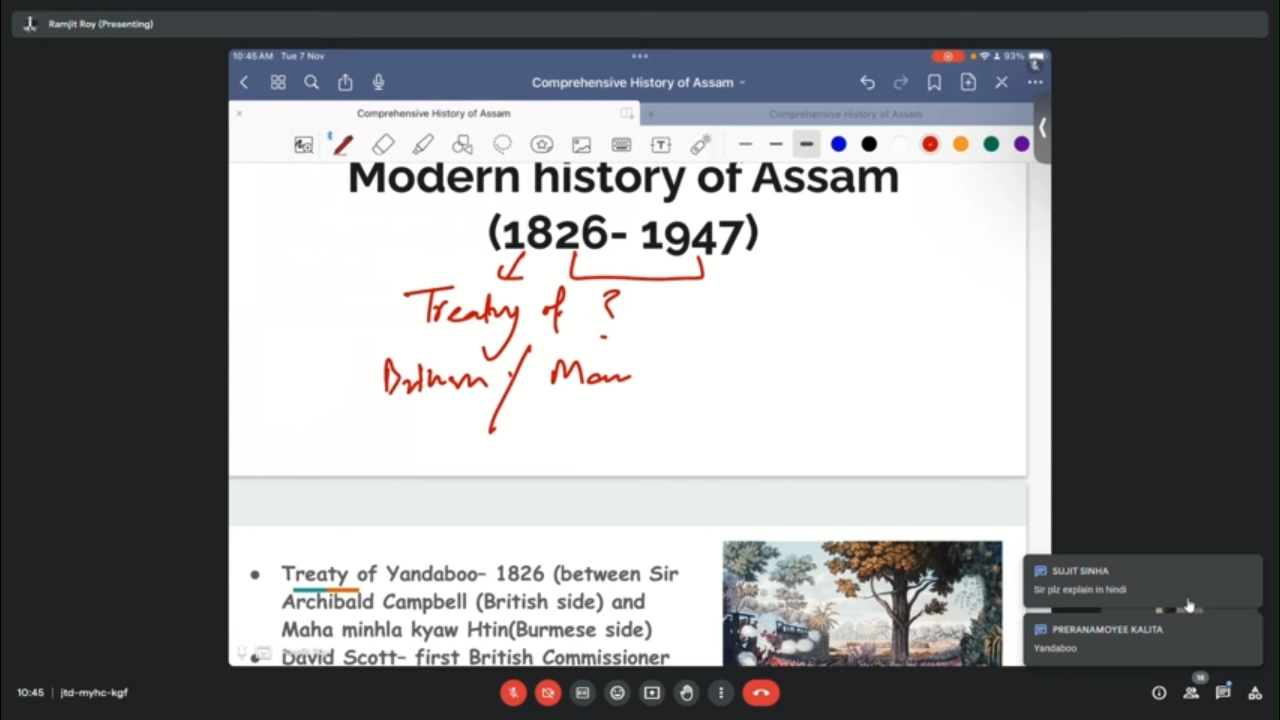 Ramjit Roy (Presenting)
10:45 AM Tue 7 Nov
93%
Comprehensive History of Assam
Comprehensive History of Assam
Comprehensive History of Assam
Modern history of Assam
(1826- 1947)
Treaty of ?
• Treaty of Yandaboo- 1826 (between Sir
Archibald Campbell (British side) and
Maha minhla kyaw Htin(Burmese side)
• David Scott- first British Commissioner
SUJIT SINHA
Sir plz explain in hindi
PRERANAMOYEE KALITA
Yandaboo
10:45 | jtd-myhc-kgf